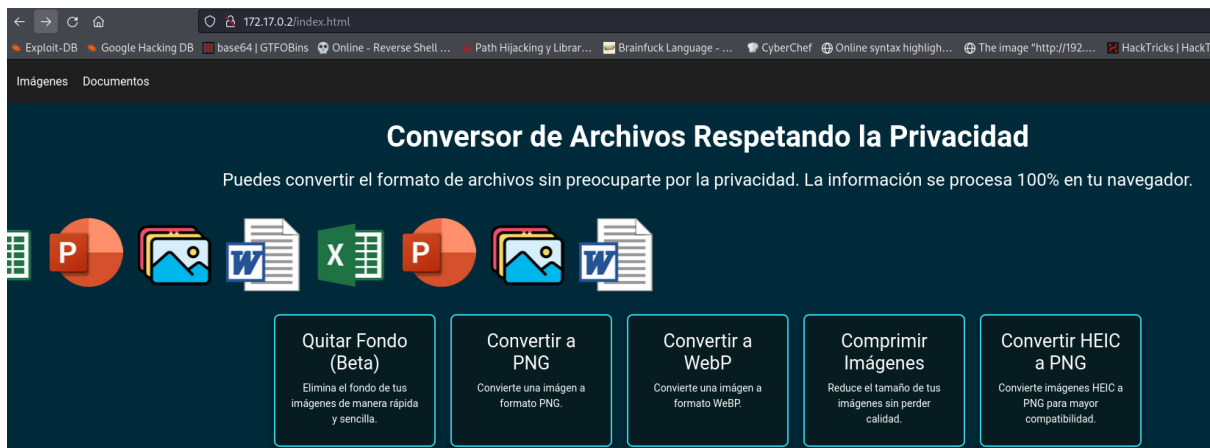 172.17.0.2/index.html
Exploit-DB Google Hacking DB base64 | GTFOBins Online - Reverse Shell ... Path Hijacking y Librar... Brainfuck Language - ... CyberChef Online syntax highligh... The image "http://192.... HackTricks | HackT
Imágenes Documentos
Conversor de Archivos Respetando la Privacidad
Puedes convertir el formato de archivos sin preocuparte por la privacidad. La información se procesa 100% en tu navegador.
P W X P W
Quitar Fondo
(Beta)
Elimina el fondo de tus
imágenes de manera rápida
y sencilla.
Convertir a
PNG
Convierte una imágen a
formato PNG.
Convertir a
WebP
Convierte una imágen a
formato WeBP.
Comprimir
Imágenes
Reduce el tamaño de tus
imágenes sin perder
calidad.
Convertir HEIC
a PNG
Convierte imágenes HEIC a
PNG para mayor
compatibilidad.